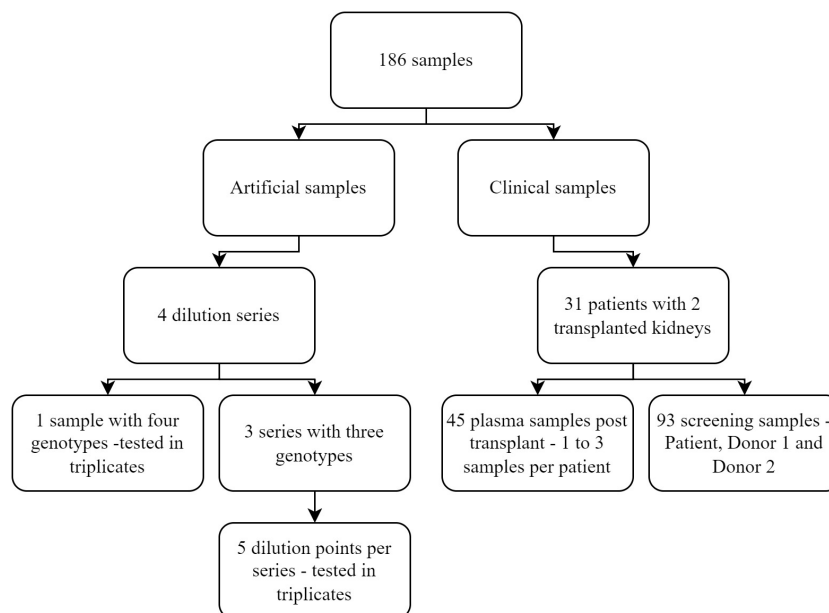 186 samples
Artificial samples
Clinical samples
4 dilution series
31 patients with 2
transplanted kidneys
1 sample with four
genotypes -tested in
triplicates
3 series with three
genotypes
45 plasma samples post
transplant - 1 to 3
samples per patient
93 screening samples -
Patient, Donor 1 and
Donor 2
5 dilution points per
series - tested in
triplicates